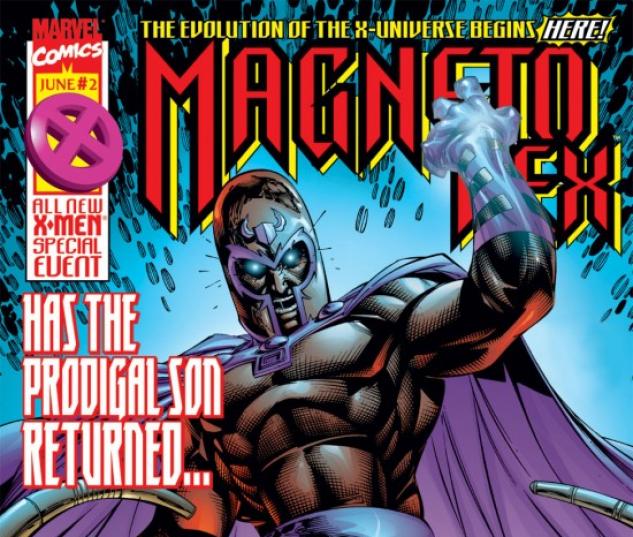 THE EVOLUTION OF THE X-UNIVERSE BEGINS HERE!
MARVEL
COMICS
JUNE #2
X
ALL NEW
X-MEN
SPECIAL
EVENT
MAGNETO
REX
HAS THE
PRODIGAL SON
RETURNED...